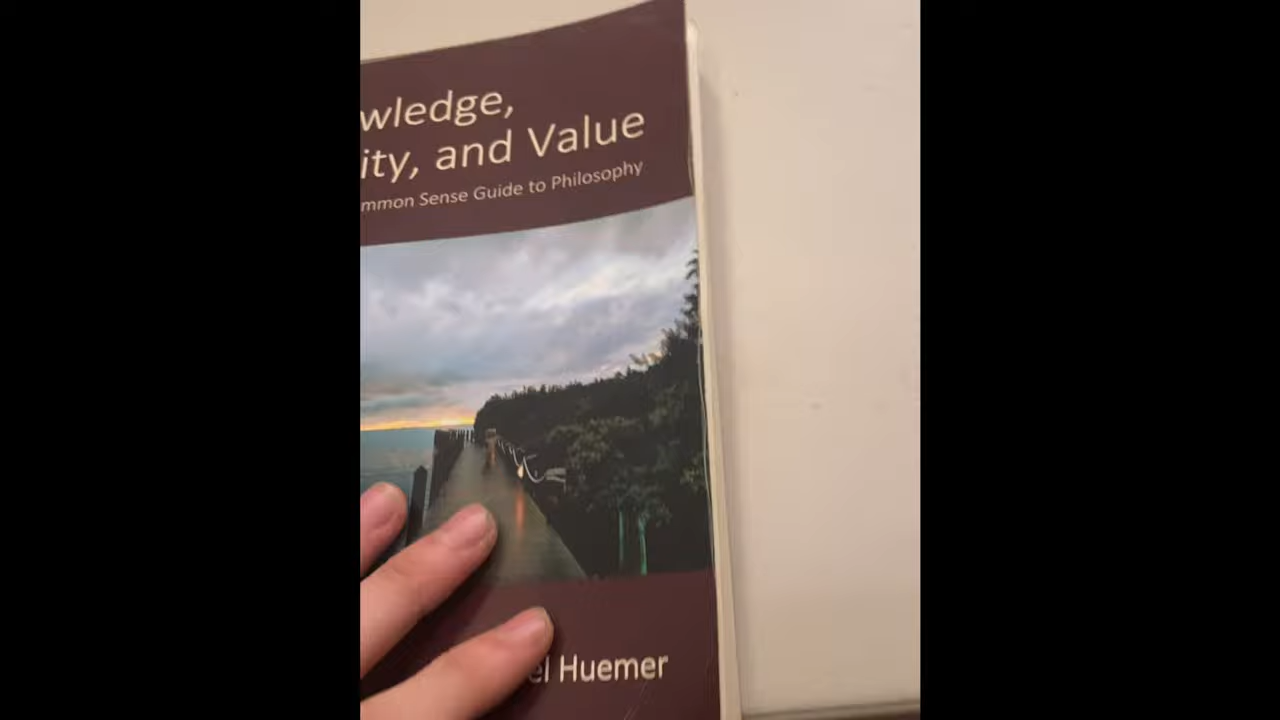 wledge,
ity, and Value
mmon Sense Guide to Philosophy
el Huemer